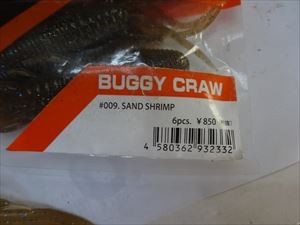 BUGGY CRAW
#009. SAND SHRIMP
6pcs. ¥850
4 580362 932332